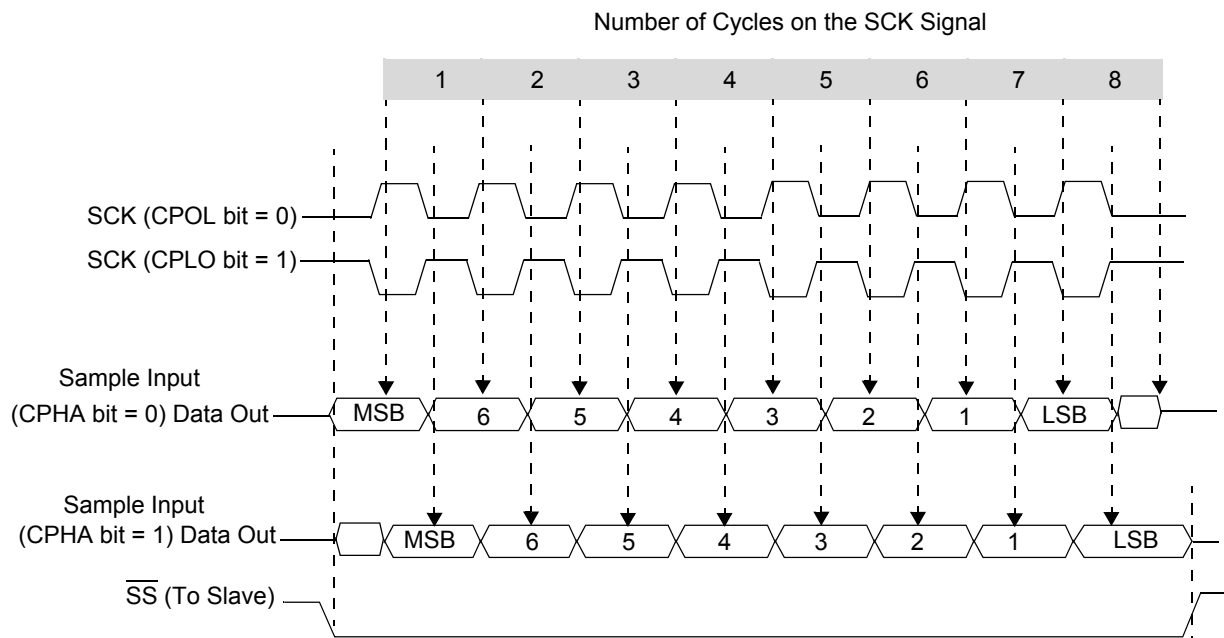 Number of Cycles on the SCK Signal
1 2 3 4 5 6 7 8
SCK (CPOL bit = 0)
SCK (CPLO bit = 1)
Sample Input
(CPHA bit = 0) Data Out
MSB 6 5 4 3 2 1 LSB
Sample Input
(CPHA bit = 1) Data Out
MSB 6 5 4 3 2 1 LSB
S̅S̅ (To Slave)